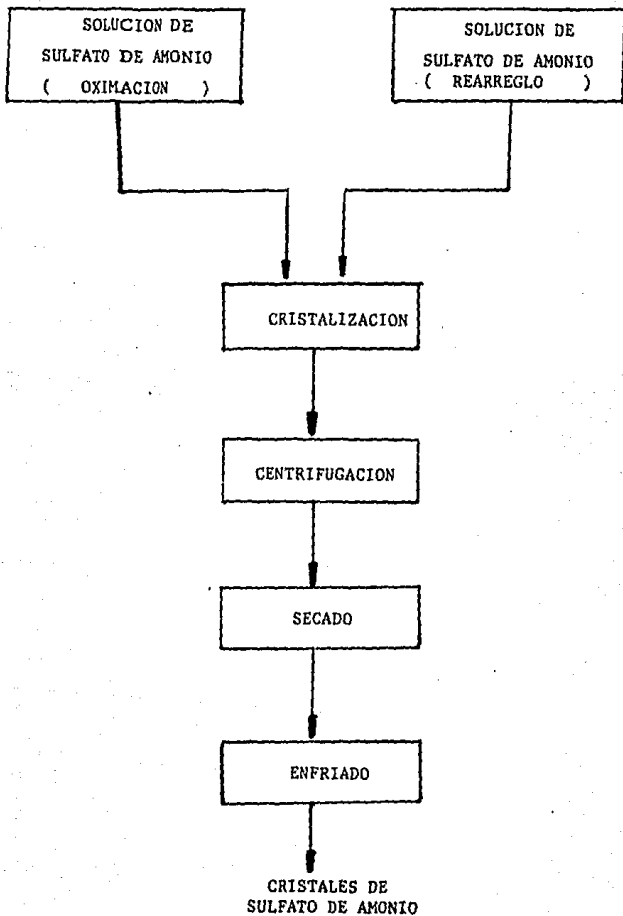 SOLUCION DE
SULFATO DE AMONIO
( OXIMACION )
SOLUCION DE
SULFATO DE AMONIO
( REARREGLO )
CRISTALIZACION
CENTRIFUGACION
SECADO
ENFRIADO
CRISTALES DE
SULFATO DE AMONIO